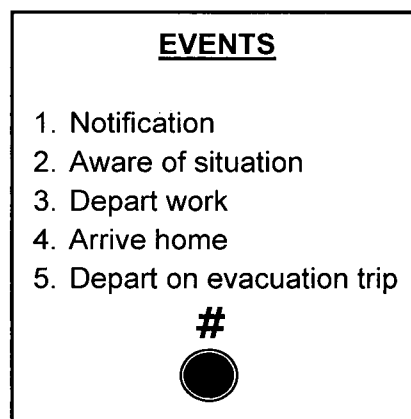 EVENTS
1. Notification
2. Aware of situation
3. Depart work
4. Arrive home
5. Depart on evacuation trip
#